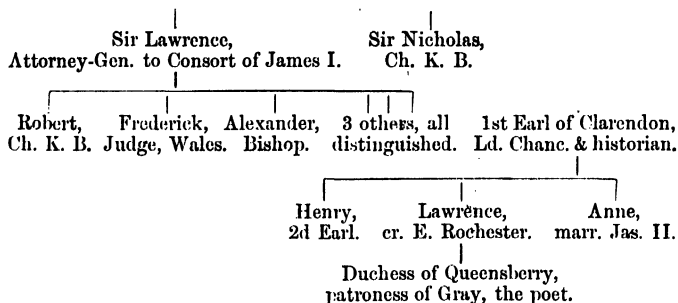 Sir Lawrence, Sir Nicholas,
Attorney-Gen. to Consort of James I. Ch. K. B.
Robert, Frederick, Alexander, 3 others, all 1st Earl of Clarendon,
Ch. K. B. Judge, Wales. Bishop. distinguished. Ld. Chanc. & historian.
Henry, Lawrence, Anne,
2d Earl. cr. E. Rochester. marr. Jas. II.
Duchess of Queensberry,
patroness of Gray, the poet.